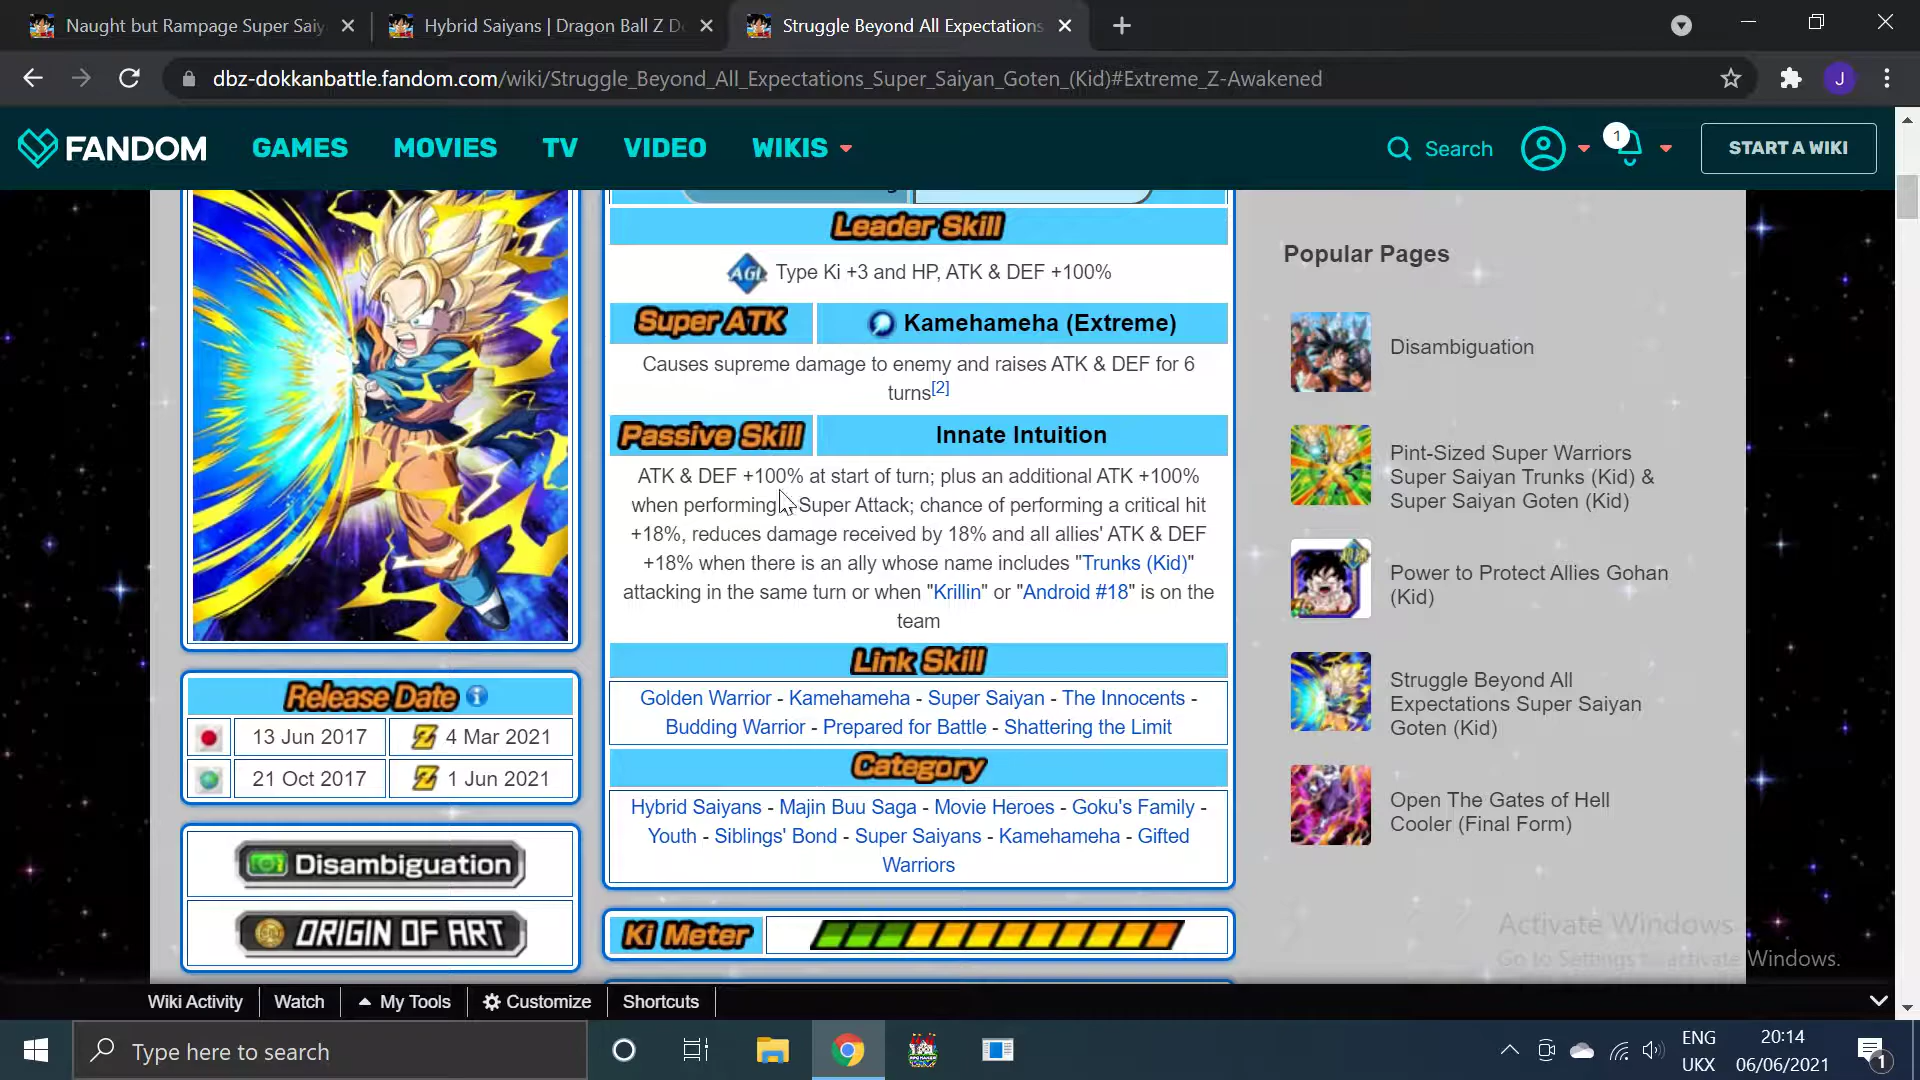 Naught but Rampage Super Saiy
Hybrid Saiyans | Dragon Ball Z D
Struggle Beyond All Expectations
dbz-dokkanbattle.fandom.com/wiki/Struggle_Beyond_All_Expectations_Super_Saiyan_Goten_(Kid)#Extreme_Z-Awakened
J
FANDOM
GAMES
MOVIES
TV
VIDEO
WIKIS
Search
1
START A WIKI
Leader Skill
AGL Type Ki +3 and HP, ATK & DEF +100%
Super ATK
Kamehameha (Extreme)
Causes supreme damage to enemy and raises ATK & DEF for 6
turns[2]
Passive Skill
Innate Intuition
ATK & DEF +100% at start of turn; plus an additional ATK +100%
when performing Super Attack; chance of performing a critical hit
+18%, reduces damage received by 18% and all allies' ATK & DEF
+18% when there is an ally whose name includes "Trunks (Kid)"
attacking in the same turn or when "Krillin" or "Android #18" is on the
team
Link Skill
Golden Warrior - Kamehameha - Super Saiyan - The Innocents -
Budding Warrior - Prepared for Battle - Shattering the Limit
Category
Hybrid Saiyans - Majin Buu Saga - Movie Heroes - Goku's Family -
Youth - Siblings' Bond - Super Saiyans - Kamehameha - Gifted
Warriors
Ki Meter
Release Date
13 Jun 2017
Z 4 Mar 2021
21 Oct 2017
Z 1 Jun 2021
Disambiguation
ORIGIN OF ART
Popular Pages
Disambiguation
Pint-Sized Super Warriors
Super Saiyan Trunks (Kid) &
Super Saiyan Goten (Kid)
Power to Protect Allies Gohan
(Kid)
Struggle Beyond All
Expectations Super Saiyan
Goten (Kid)
Open The Gates of Hell
Cooler (Final Form)
Activate Windows
Go to Settings to activate Windows.
Wiki Activity
Watch
My Tools
Customize
Shortcuts
Type here to search
ENG
UKX
20:14
06/06/2021
1